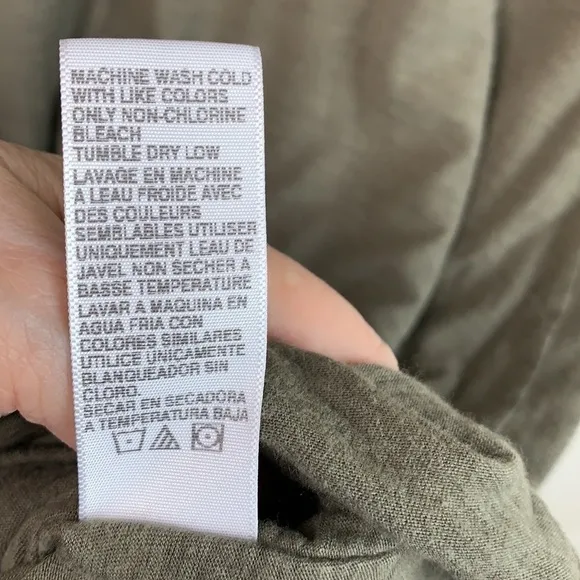 MACHINE WASH COLD
WITH LIKE COLORS
ONLY NON-CHLORINE
BLEACH
TUMBLE DRY LOW
LAVAGE EN MACHINE
A LEAU FROIDE AVEC
DES COULEURS
SEMBLABLES UTILISER
UNIQUEMENT LEAU DE
JAVEL NON SECHER A
BASSE TEMPERATURE
LAVAR A MAQUINA EN
AGUA FRIA CON
COLORES SIMILARES
UTILICE UNICAMENTE
BLANQUEADOR SIN
CLORO.
SECAR EN SECADORA
A TEMPERATURA BAJA